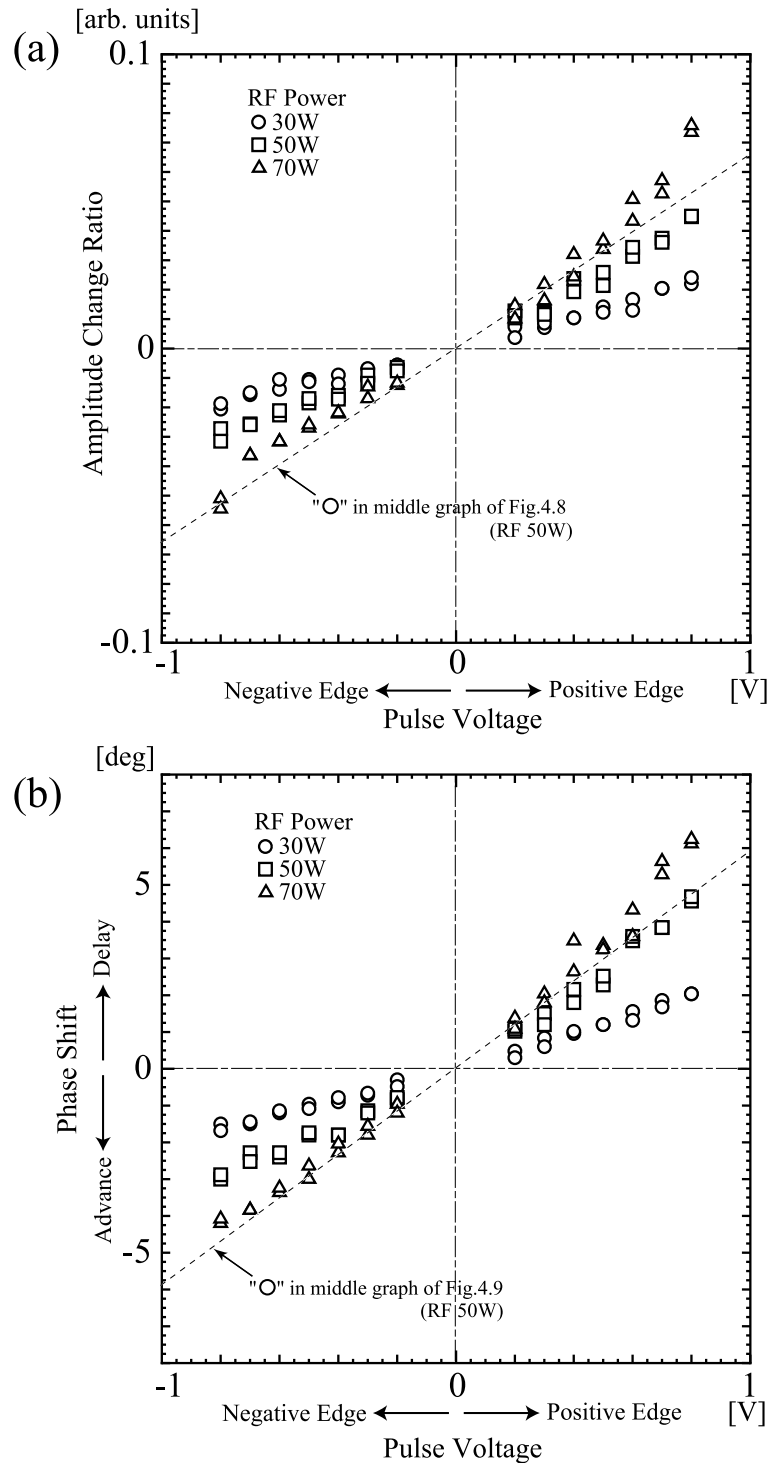 [arb. units]
(a)
0.1
RF Power
30W
50W
70W
Amplitude Change Ratio
0
"○" in middle graph of Fig.4.8
(RF 50W)
-0.1
-1
0
1
Negative Edge
Positive Edge
[V]
Pulse Voltage
[deg]
(b)
RF Power
30W
50W
70W
5
Delay
Phase Shift
0
Advance
-5
"○" in middle graph of Fig.4.9
(RF 50W)
-1
0
1
Negative Edge
Positive Edge
[V]
Pulse Voltage